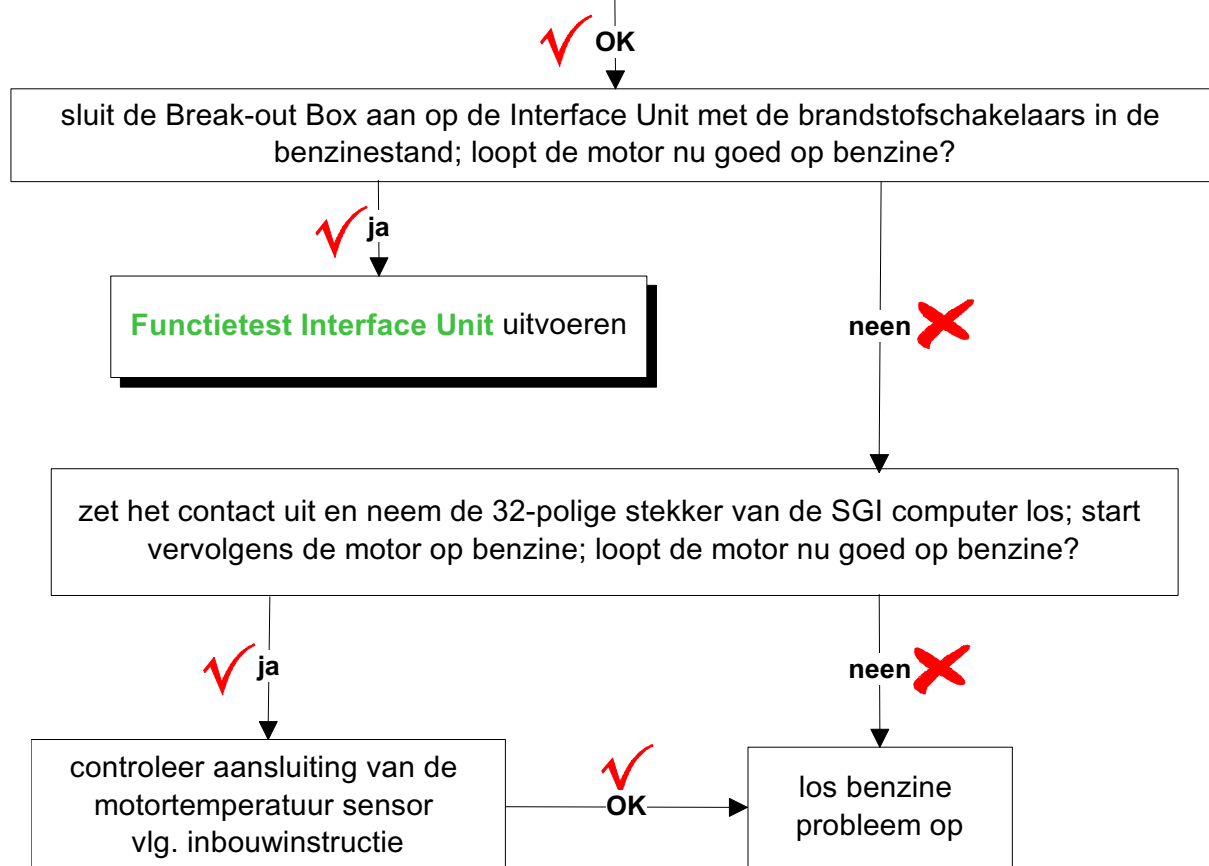 OK
sluit de Break-out Box aan op de Interface Unit met de brandstofschakelaars in de
benzinestand; loopt de motor nu goed op benzine?
ja
Functietest Interface Unit uitvoeren
neen
zet het contact uit en neem de 32-polige stekker van de SGI computer los; start
vervolgens de motor op benzine; loopt de motor nu goed op benzine?
ja
neen
controleer aansluiting van de
motortemperatuur sensor
vlg. inbouwinstructie
OK
los benzine
probleem op